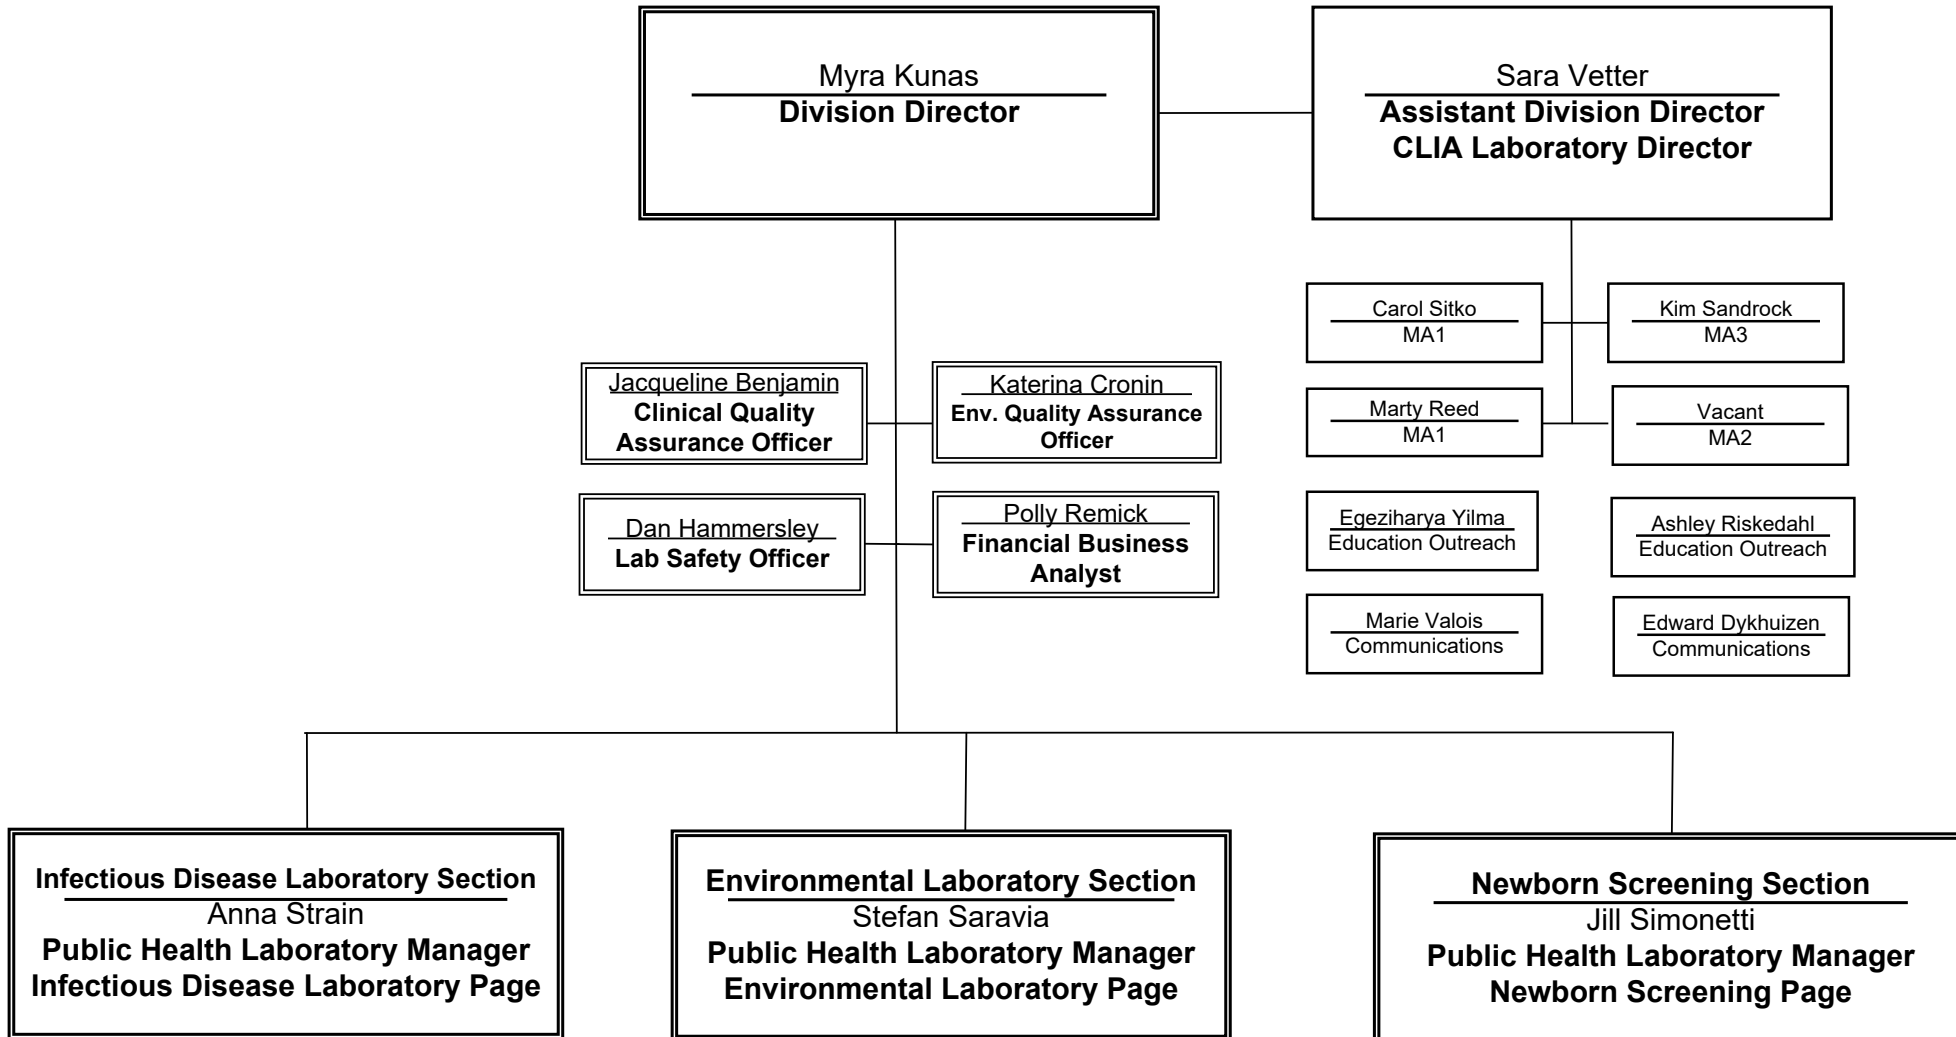 Myra Kunas
Division Director
Sara Vetter
Assistant Division Director
CLIA Laboratory Director
Carol Sitko
MA1
Kim Sandrock
MA3
Jacqueline Benjamin
Clinical Quality
Assurance Officer
Katerina Cronin
Env. Quality Assurance
Officer
Marty Reed
MA1
Vacant
MA2
Dan Hammersley
Lab Safety Officer
Polly Remick
Financial Business
Analyst
Egeziharya Yilma
Education Outreach
Ashley Riskedahl
Education Outreach
Marie Valois
Communications
Edward Dykhuizen
Communications
Infectious Disease Laboratory Section
Anna Strain
Public Health Laboratory Manager
Infectious Disease Laboratory Page
Environmental Laboratory Section
Stefan Saravia
Public Health Laboratory Manager
Environmental Laboratory Page
Newborn Screening Section
Jill Simonetti
Public Health Laboratory Manager
Newborn Screening Page